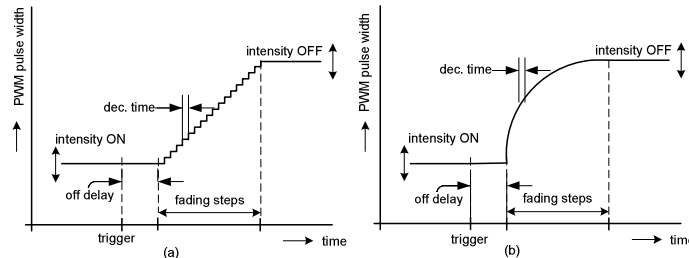 PWM pulse width
intensity OFF
dec. time
intensity ON
off delay
fading steps
trigger
time
(a)
PWM pulse width
intensity OFF
dec. time
intensity ON
off delay
fading steps
trigger
time
(b)